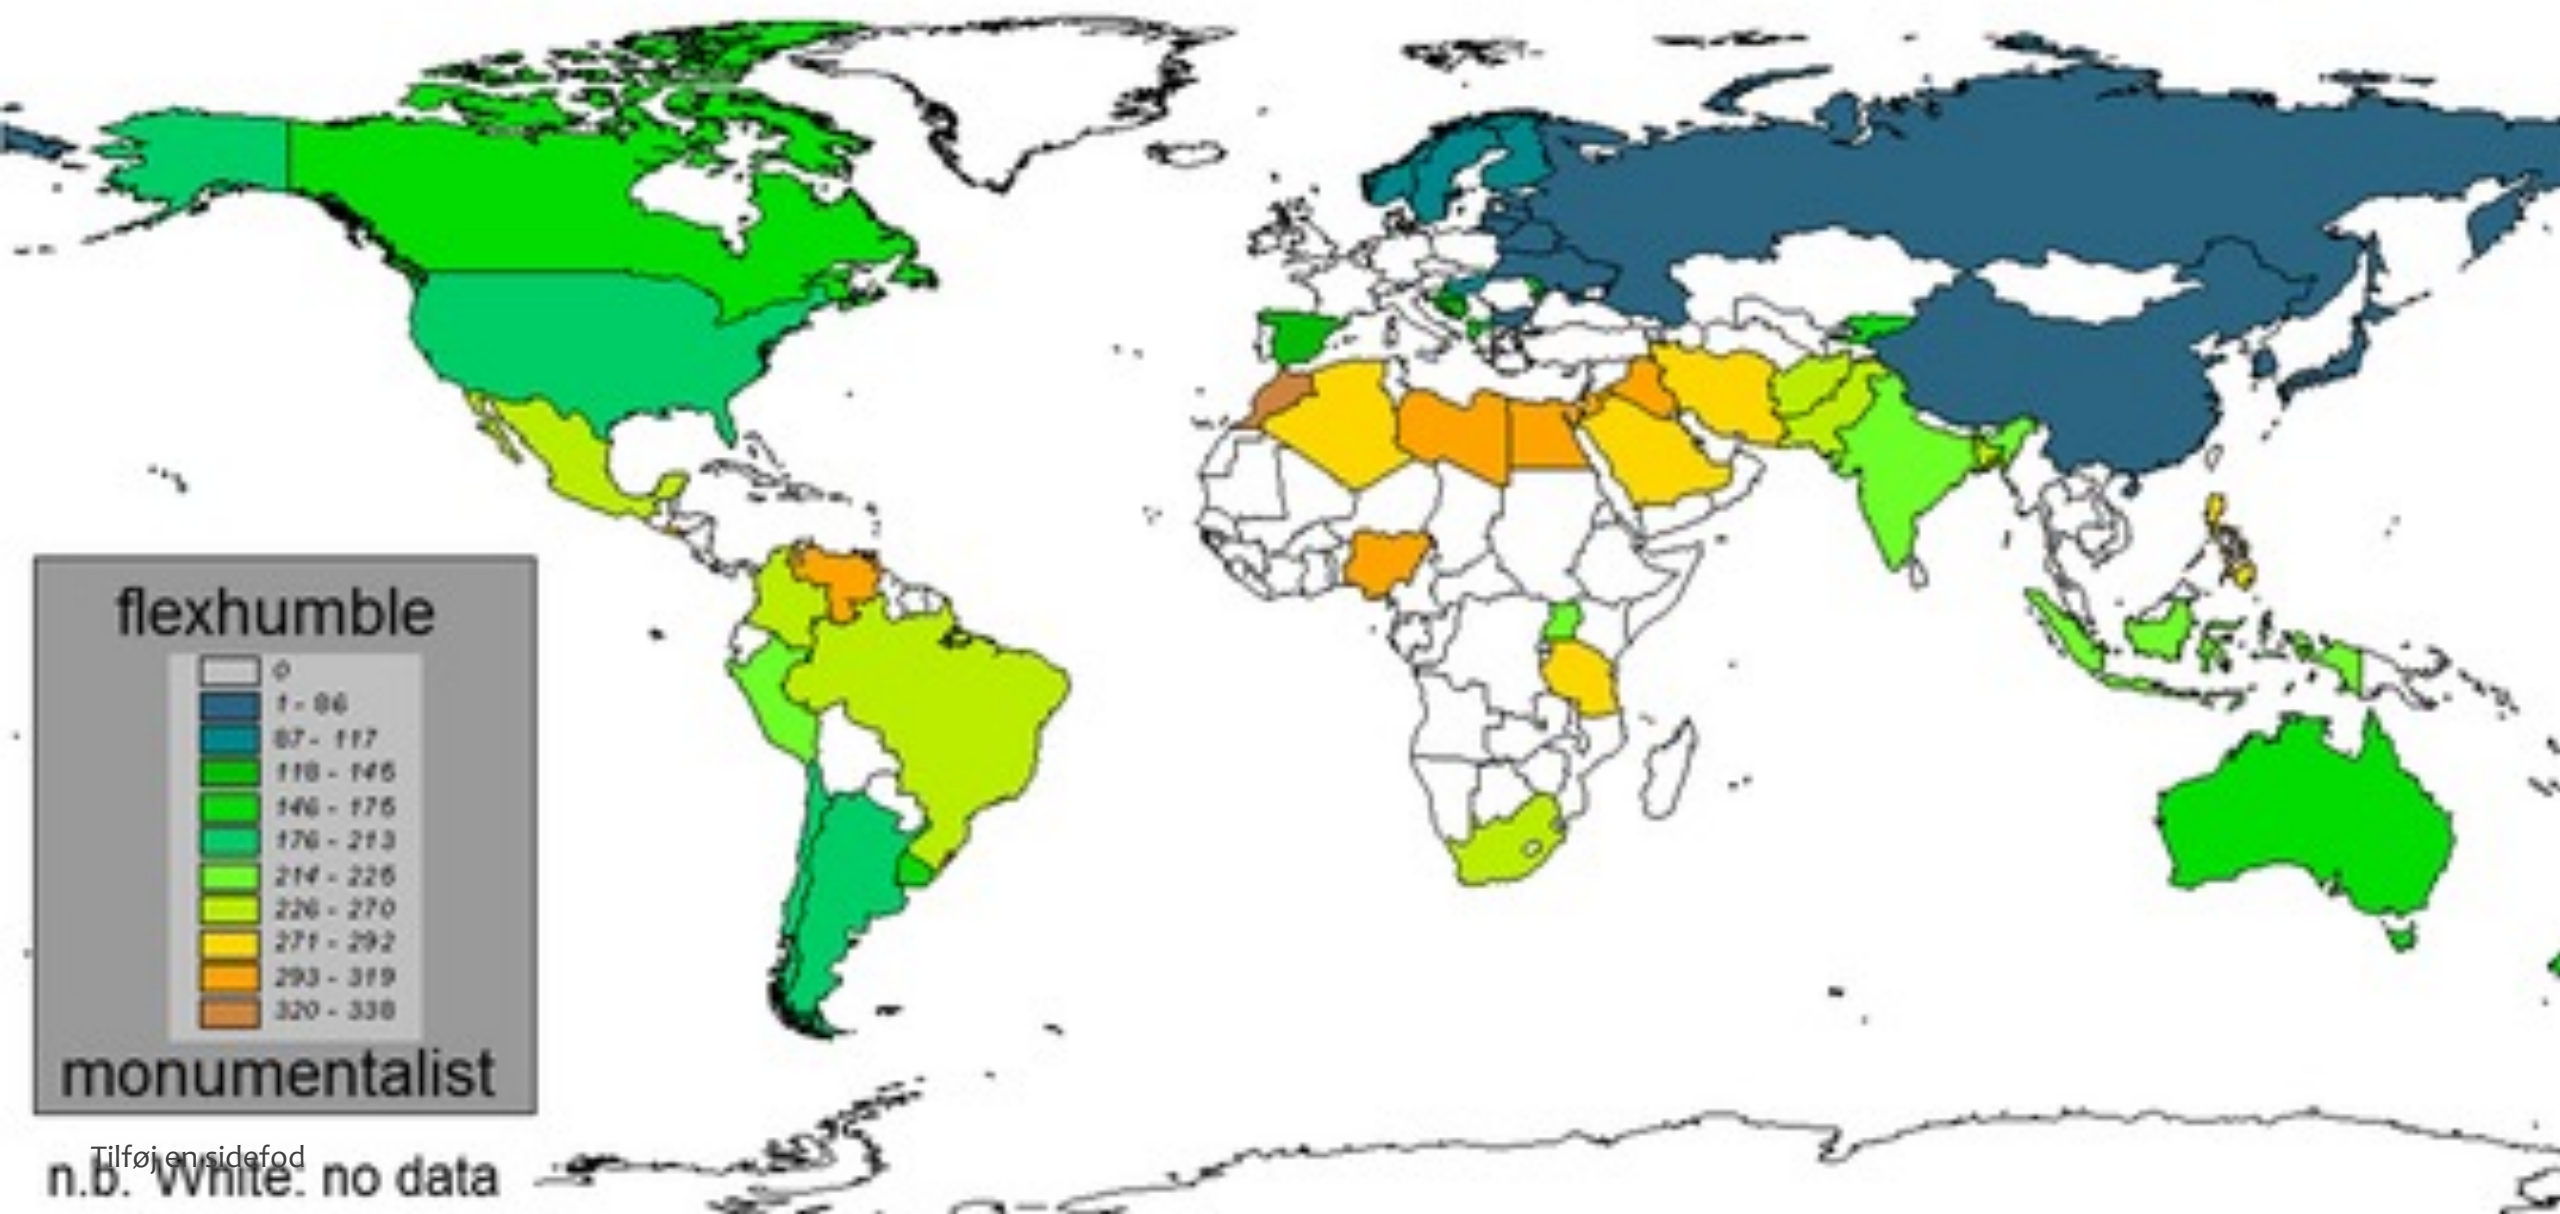 flexhumble
0
1 - 86
87 - 117
118 - 145
146 - 175
176 - 213
214 - 225
226 - 270
271 - 292
293 - 319
320 - 338
monumentalist
Tilføj en sidefod
n.b. White: no data